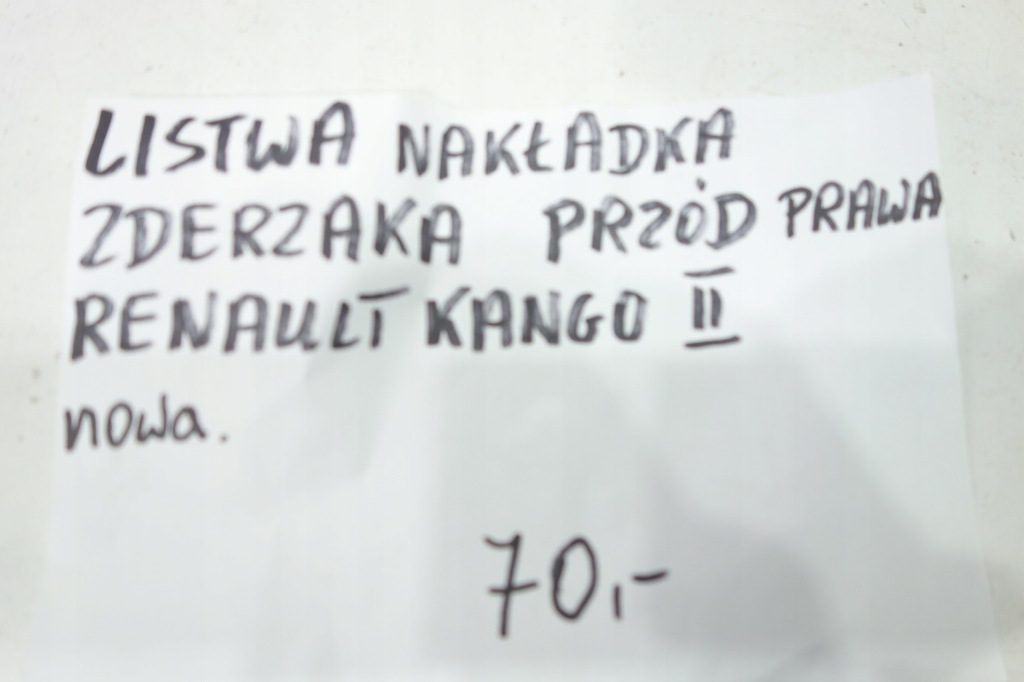 LISTWA NAKŁADKA
ZDERZAKA PRZÓD PRAWA
RENAULT KANGO II
nowa.
70,-